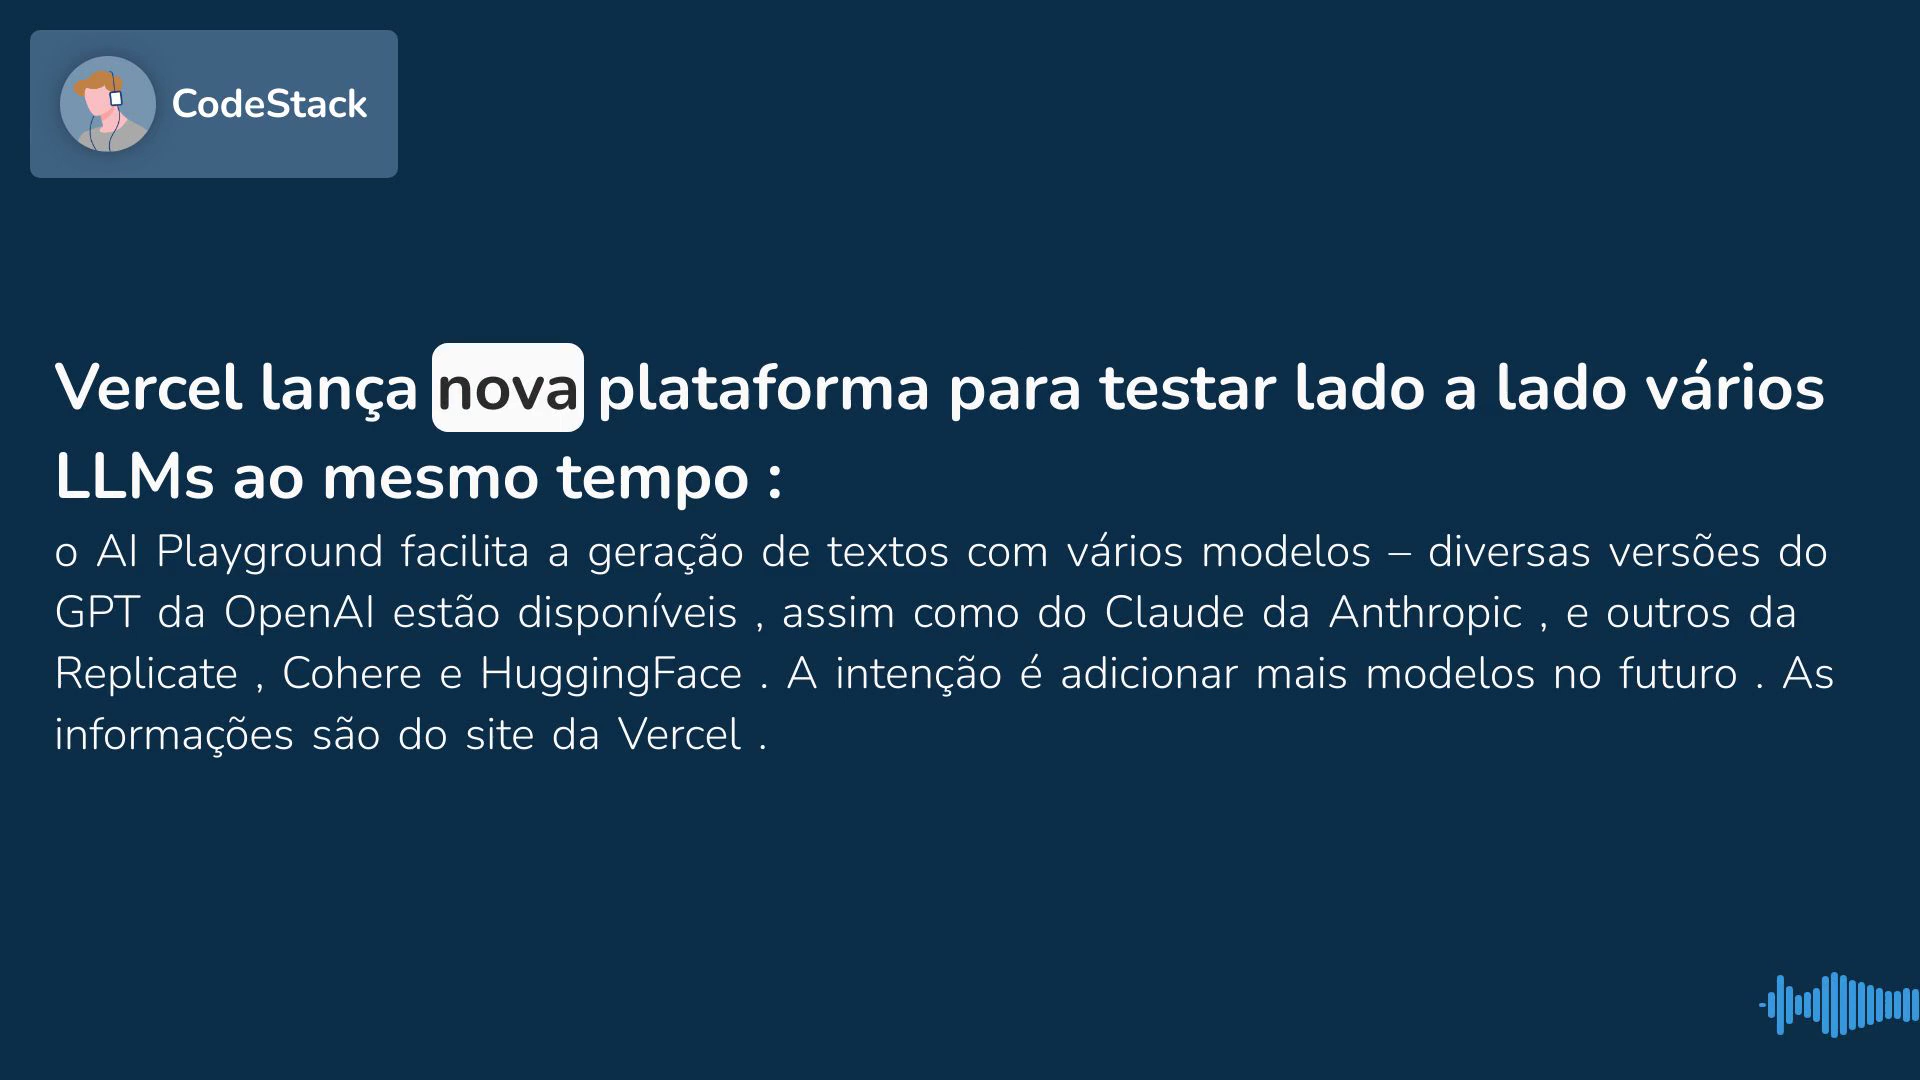 CodeStack
Vercel lança nova plataforma para testar lado a lado vários
LLMs ao mesmo tempo :
o AI Playground facilita a geração de textos com vários modelos – diversas versões do
GPT da OpenAI estão disponíveis , assim como do Claude da Anthropic , e outros da
Replicate , Cohere e HuggingFace . A intenção é adicionar mais modelos no futuro . As
informações são do site da Vercel .